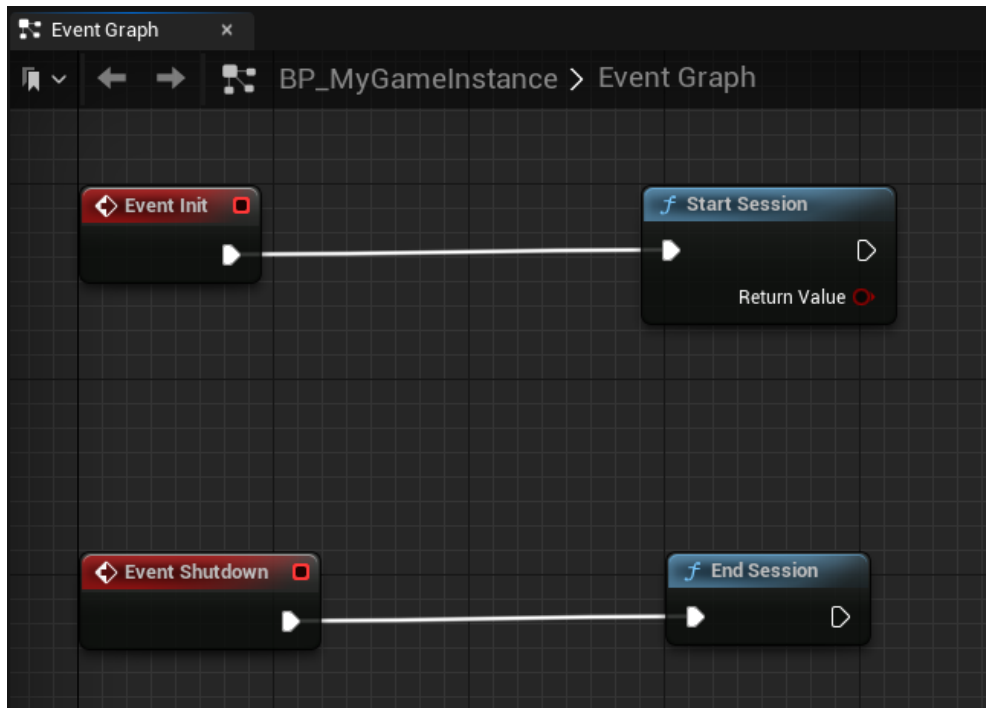 Event Graph
BP_MyGameInstance > Event Graph
Event Init
Start Session
Return Value
Event Shutdown
End Session